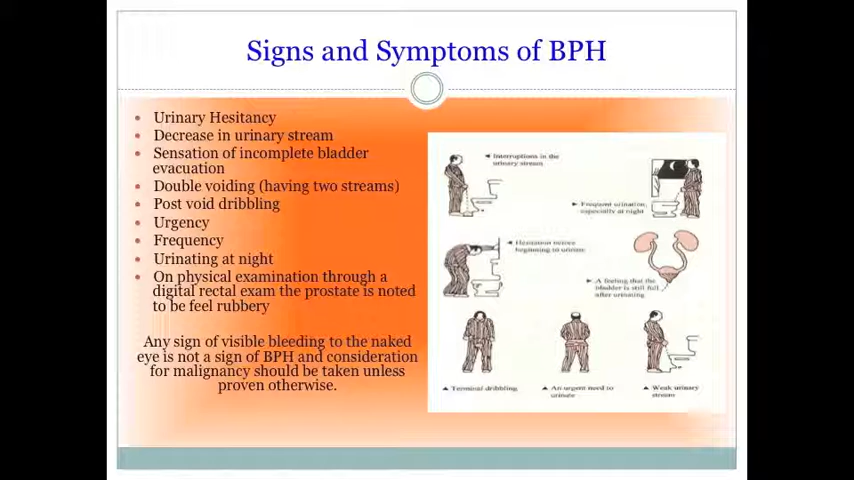 Signs and Symptoms of BPH
Urinary Hesitancy
Decrease in urinary stream
Sensation of incomplete bladder
evacuation
Double voiding (having two streams)
Post void dribbling
Urgency
Frequency
Urinating at night
On physical examination through a
digital rectal exam the prostate is noted
to be feel rubbery
Any sign of visible bleeding to the naked
eye is not a sign of BPH and consideration
for malignancy should be taken unless
proven otherwise.
Interruptions in the
urinary stream
Frequent urination,
especially at night
Hesitation before
beginning to urinate
A feeling that the
bladder is still full
after urinating
Terminal dribbling
An urgent need to
urinate
Weak urinary
stream